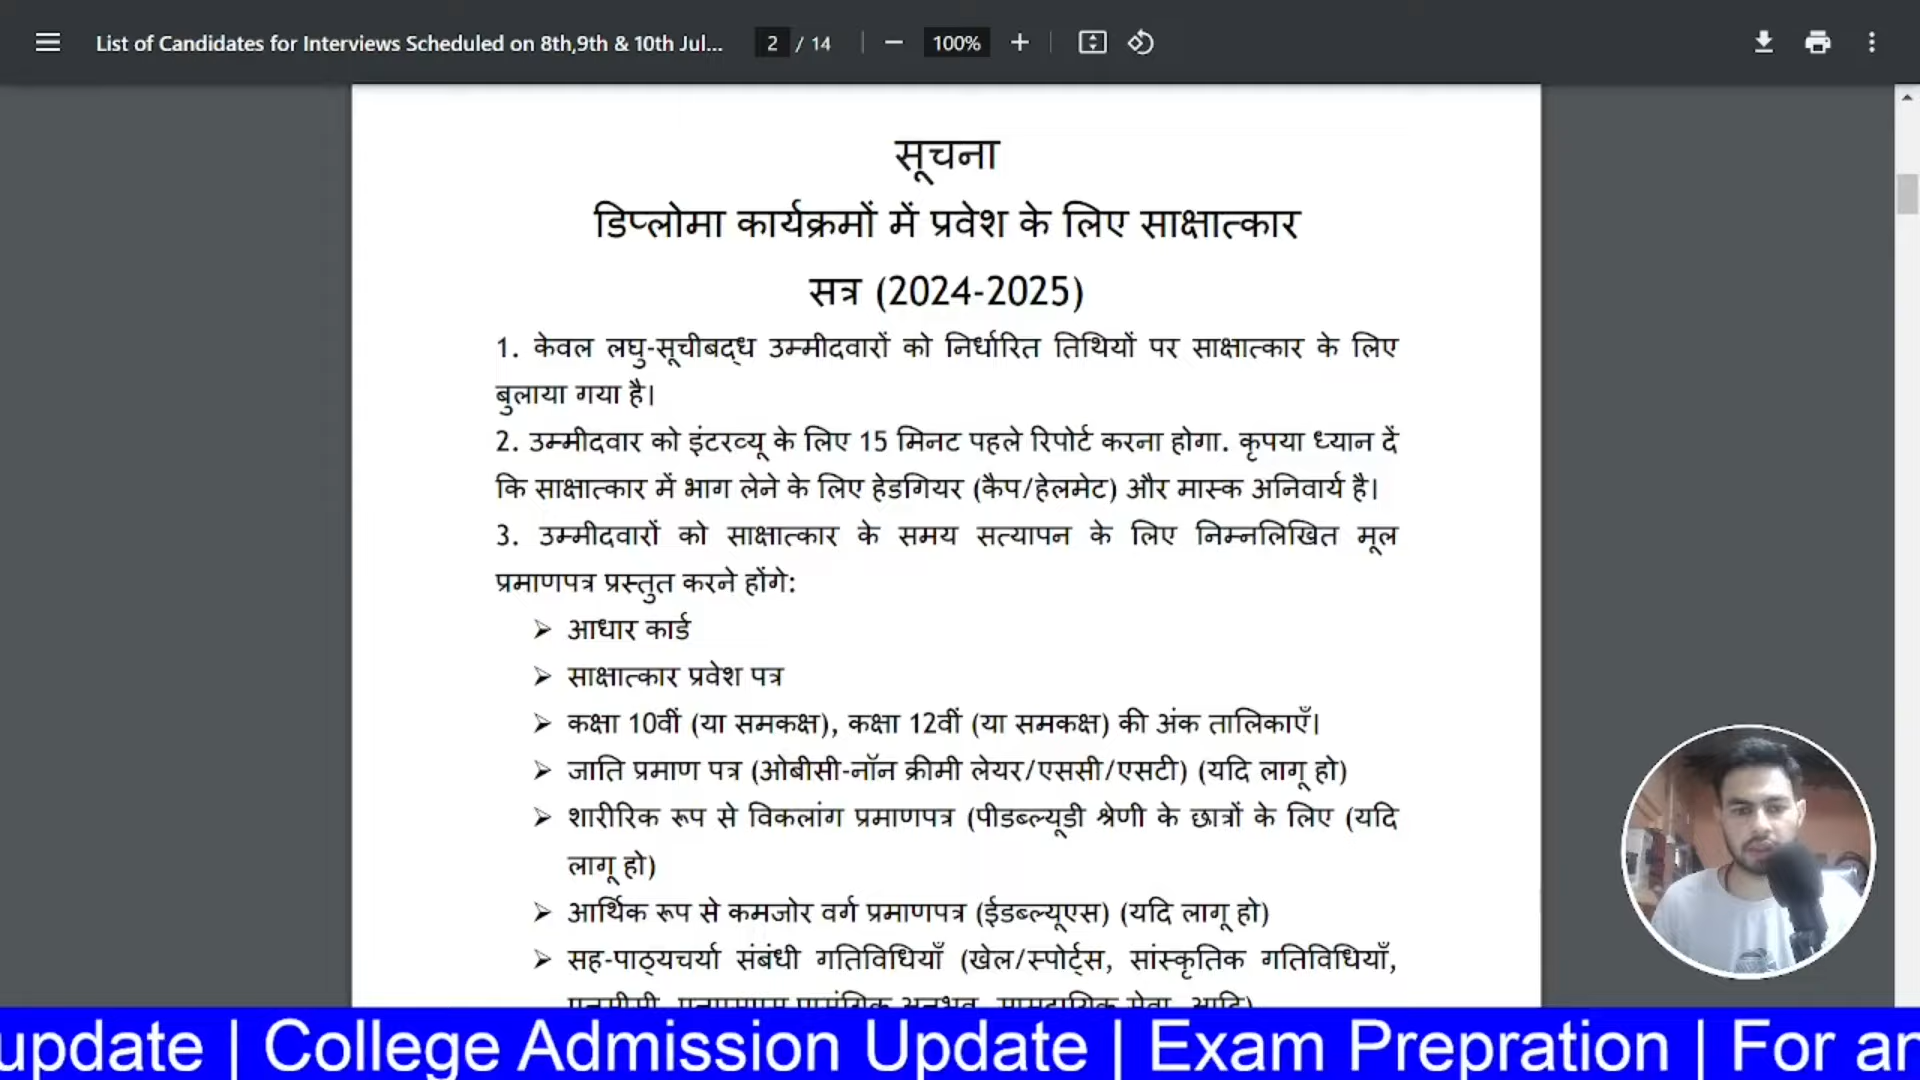 List of Candidates for Interviews Scheduled on 8th,9th & 10th Jul...
2 / 14
100%
सूचना
डिप्लोमा कार्यक्रमों में प्रवेश के लिए साक्षात्कार
सत्र (2024-2025)
1. केवल लघु-सूचीबद्ध उम्मीदवारों को निर्धारित तिथियों पर साक्षात्कार के लिए
बुलाया गया है।
2. उम्मीदवार को इंटरव्यू के लिए 15 मिनट पहले रिपोर्ट करना होगा. कृपया ध्यान दें
कि साक्षात्कार में भाग लेने के लिए हेडगियर (कैप/हेलमेट) और मास्क अनिवार्य है।
3. उम्मीदवारों को साक्षात्कार के समय सत्यापन के लिए निम्नलिखित मूल
प्रमाणपत्र प्रस्तुत करने होंगे:
➢ आधार कार्ड
➢ साक्षात्कार प्रवेश पत्र
➢ कक्षा 10वीं (या समकक्ष), कक्षा 12वीं (या समकक्ष) की अंक तालिकाएँ।
➢ जाति प्रमाण पत्र (ओबीसी-नॉन क्रीमी लेयर/एससी/एसटी) (यदि लागू हो)
➢ शारीरिक रूप से विकलांग प्रमाणपत्र (पीडब्ल्यूडी श्रेणी के छात्रों के लिए (यदि
लागू हो)
➢ आर्थिक रूप से कमजोर वर्ग प्रमाणपत्र (ईडब्ल्यूएस) (यदि लागू हो)
➢ सह-पाठ्यचर्या संबंधी गतिविधियाँ (खेल/स्पोर्ट्स, सांस्कृतिक गतिविधियाँ,
update | College Admission Update | Exam Prepration | For